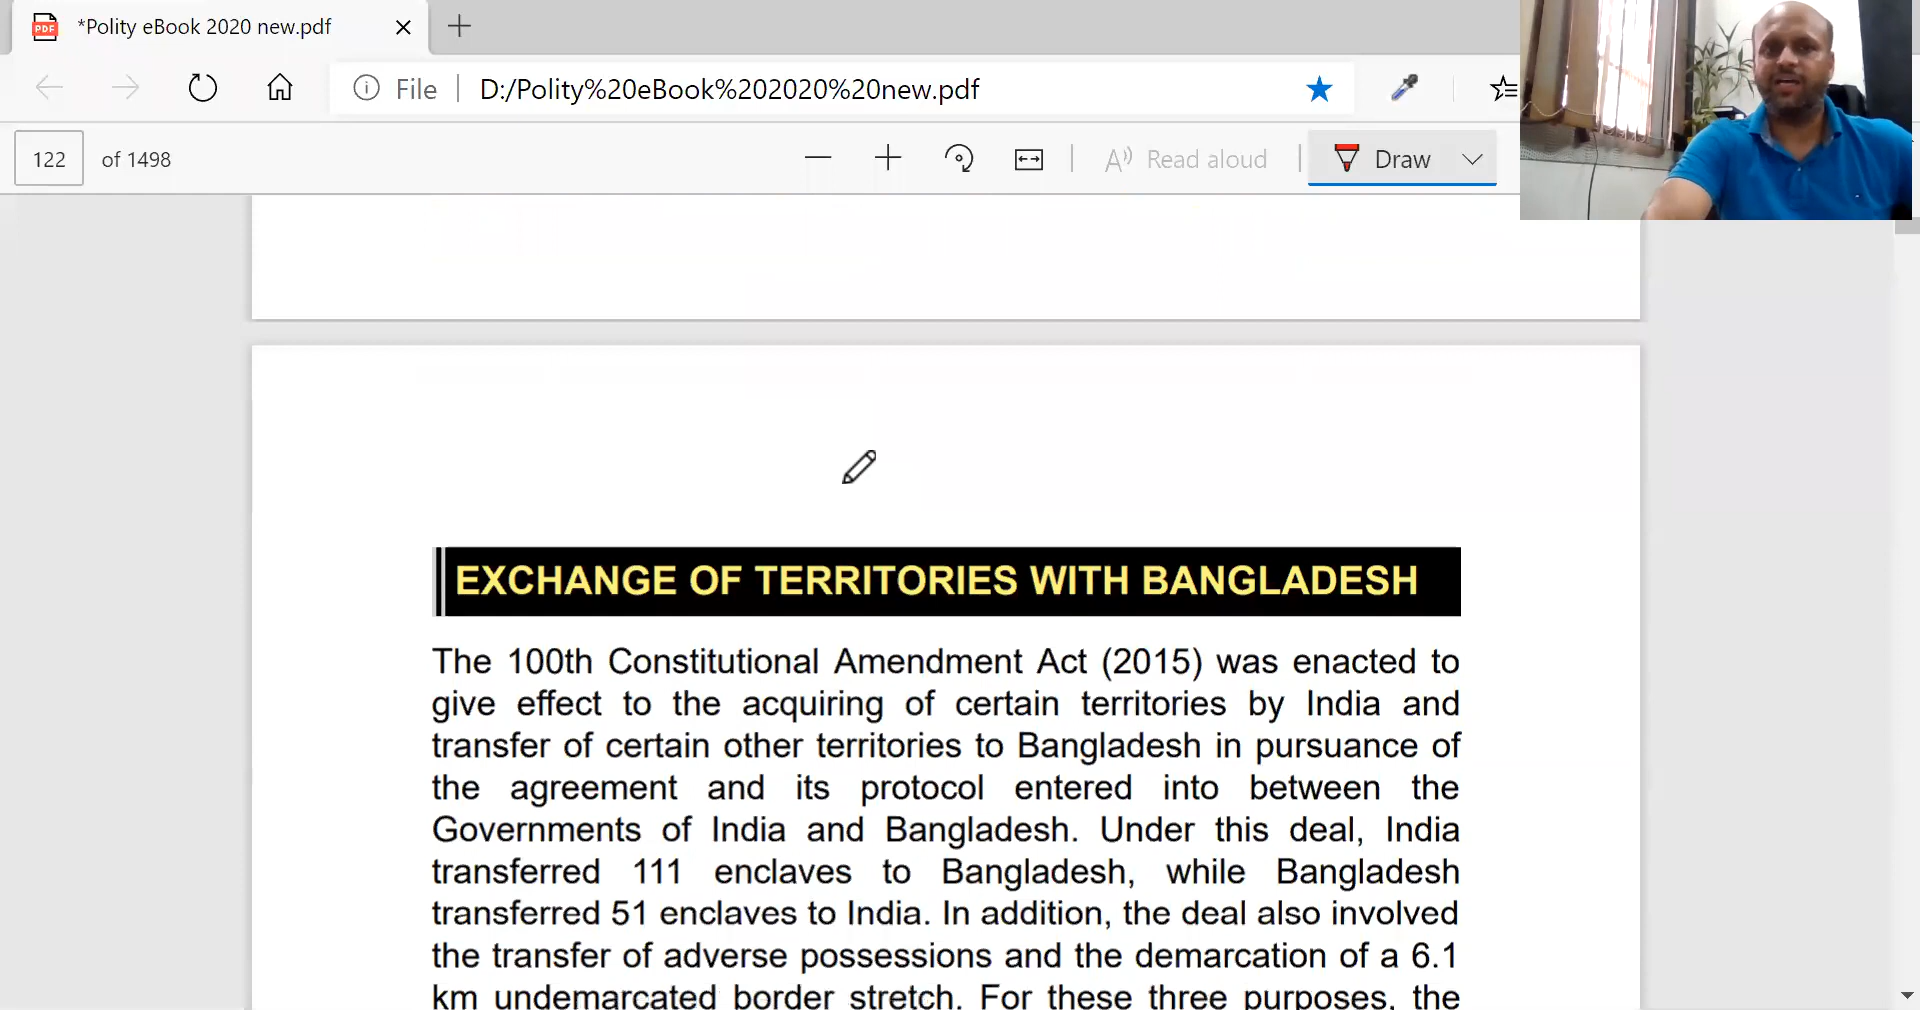 PDF
*Polity eBook 2020 new.pdf
File
D:/Polity%20eBook%202020%20new.pdf
122 of 1498
Read aloud
Draw
EXCHANGE OF TERRITORIES WITH BANGLADESH
The 100th Constitutional Amendment Act (2015) was enacted to
give effect to the acquiring of certain territories by India and
transfer of certain other territories to Bangladesh in pursuance of
the agreement and its protocol entered into between the
Governments of India and Bangladesh. Under this deal, India
transferred 111 enclaves to Bangladesh, while Bangladesh
transferred 51 enclaves to India. In addition, the deal also involved
the transfer of adverse possessions and the demarcation of a 6.1
km undemarcated border stretch. For these three purposes, the